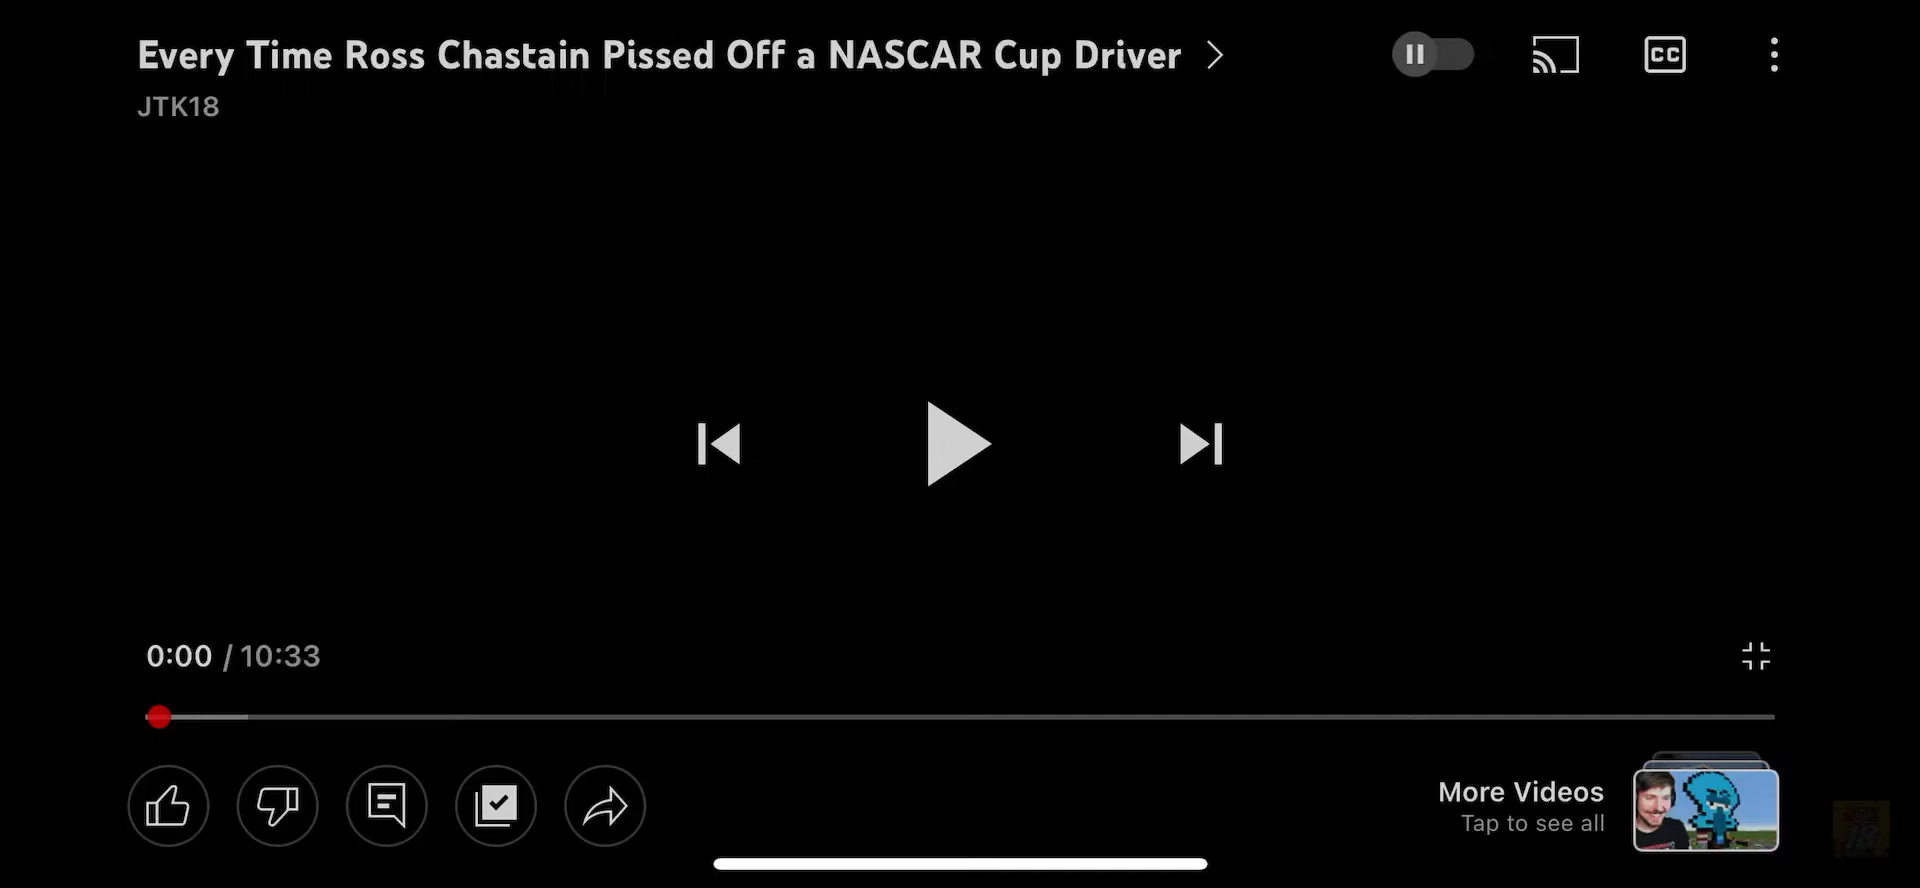 Every Time Ross Chastain Pissed Off a NASCAR Cup Driver
JTK18
CC
0:00 / 10:33
More Videos
Tap to see all